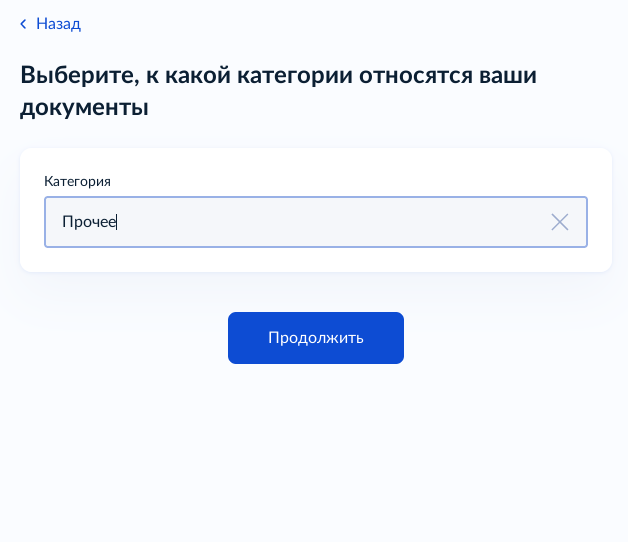 Назад
Выберите, к какой категории относятся ваши
документы
Категория
Прочее
Продолжить